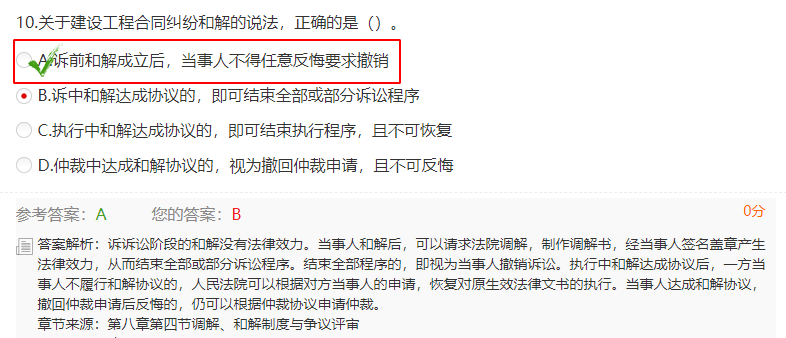 10.关于建设工程合同纠纷和解的说法，正确的是（）。
A.诉前和解成立后，当事人不得任意反悔要求撤销
B.诉中和解达成协议的，即可结束全部或部分诉讼程序
C.执行中和解达成协议的，即可结束执行程序，且不可恢复
D.仲裁中达成和解协议的，视为撤回仲裁申请，且不可反悔
参考答案：A 您的答案：B 0分
答案解析：诉诉讼阶段的和解没有法律效力。当事人和解后，可以请求法院调解，制作调解书，经当事人签名盖章产生
法律效力，从而结束全部或部分诉讼程序。结束全部程序的，即视为当事人撤销诉讼。执行中和解达成协议后，一方当
事人不履行和解协议的，人民法院可以根据对方当事人的申请，恢复对原生效法律文书的执行。当事人达成和解协议，
撤回仲裁申请后反悔的，仍可以根据仲裁协议申请仲裁。
章节来源：第八章第四节调解、和解制度与争议评审